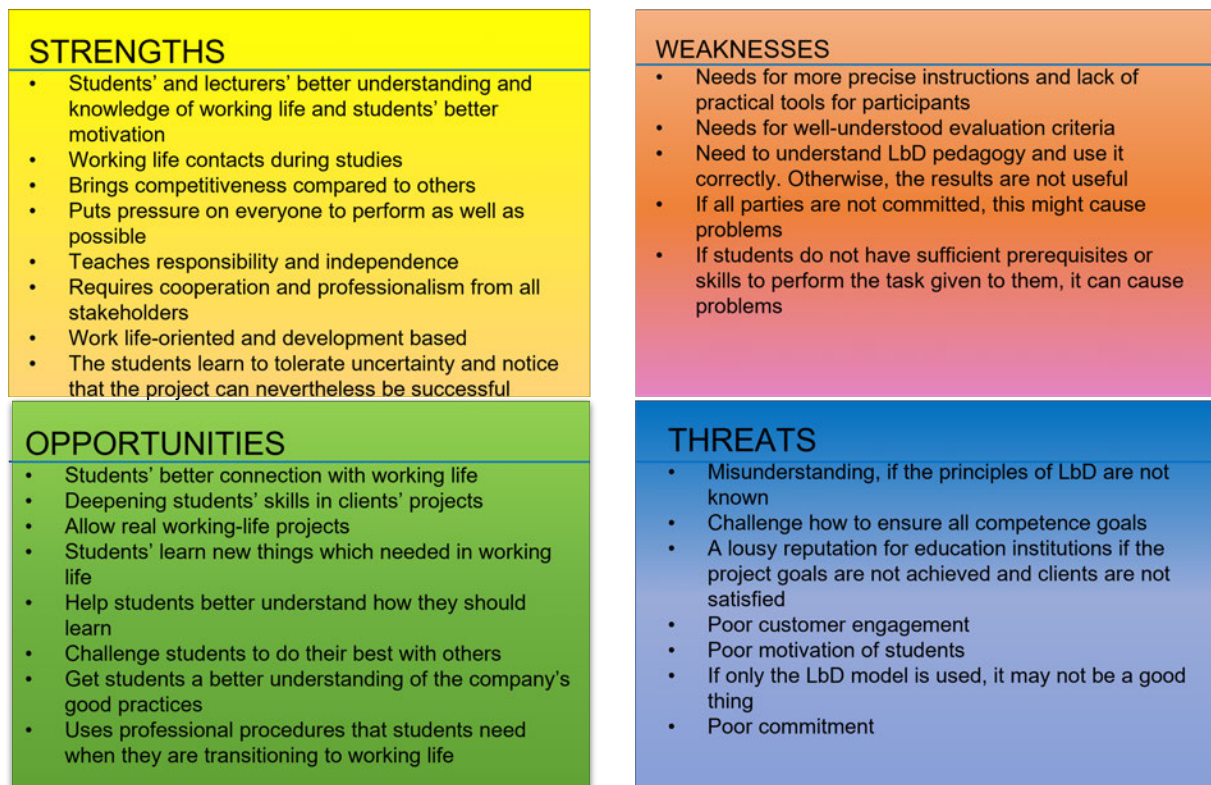 STRENGTHS
• Students’ and lecturers’ better understanding and
knowledge of working life and students’ better
motivation
• Working life contacts during studies
• Brings competitiveness compared to others
• Puts pressure on everyone to perform as well as
possible
• Teaches responsibility and independence
• Requires cooperation and professionalism from all
stakeholders
• Work life-oriented and development based
• The students learn to tolerate uncertainty and notice
that the project can nevertheless be successful
WEAKNESSES
• Needs for more precise instructions and lack of
practical tools for participants
• Needs for well-understood evaluation criteria
• Need to understand LbD pedagogy and use it
correctly. Otherwise, the results are not useful
• If all parties are not committed, this might cause
problems
• If students do not have sufficient prerequisites or
skills to perform the task given to them, it can cause
problems
OPPORTUNITIES
• Students’ better connection with working life
• Deepening students’ skills in clients’ projects
• Allow real working-life projects
• Students’ learn new things which needed in working
life
• Help students better understand how they should
learn
• Challenge students to do their best with others
• Get students a better understanding of the company’s
good practices
• Uses professional procedures that students need
when they are transitioning to working life
THREATS
• Misunderstanding, if the principles of LbD are not
known
• Challenge how to ensure all competence goals
• A lousy reputation for education institutions if the
project goals are not achieved and clients are not
satisfied
• Poor customer engagement
• Poor motivation of students
• If only the LbD model is used, it may not be a good
thing
• Poor commitment